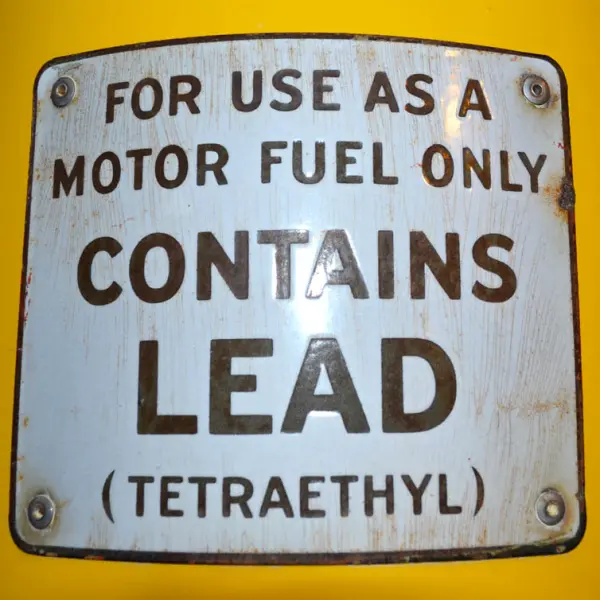 FOR USE AS A
MOTOR FUEL ONLY
CONTAINS
LEAD
(TETRAETHYL)